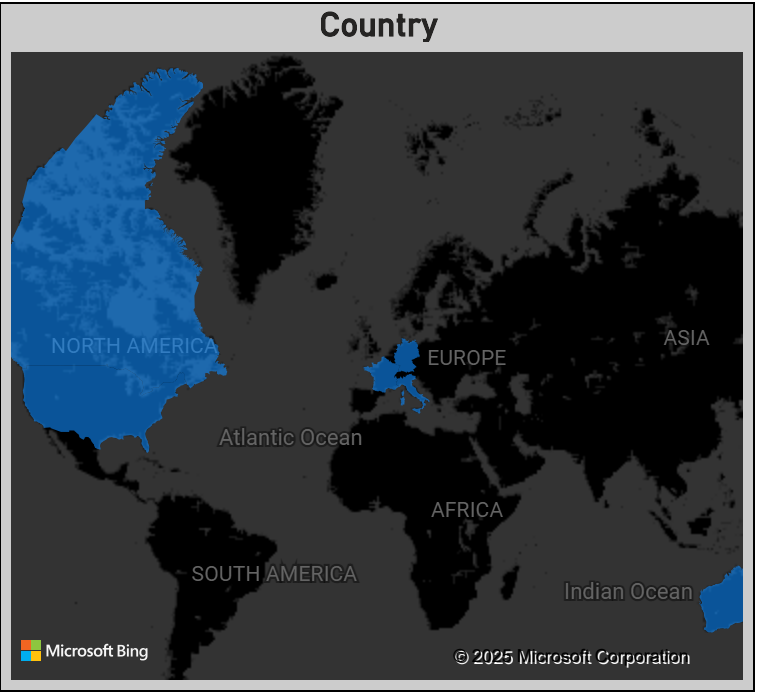 Country
NORTH AMERICA
EUROPE
ASIA
Atlantic Ocean
AFRICA
SOUTH AMERICA
Indian Ocean
Microsoft Bing
© 2025 Microsoft Corporation